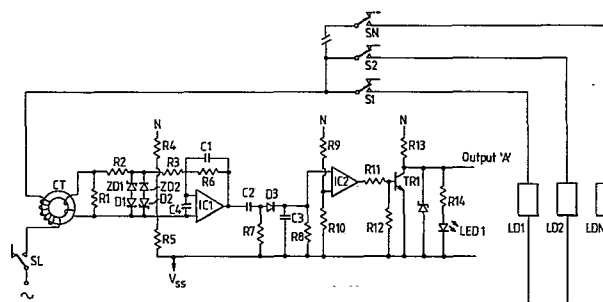 SN
S2
S1
N
N
N
R4
C1
R9
R13
Output 'A'
CT
R2
R3
R6
R11
TR1
ZD1
ZD2
C2
D3
IC2
R14
R1
D1
D2
C4
IC1
C3
R7
R8
R10
R12
LED1
LD1
LD2
LDN
SL
R5
Vss